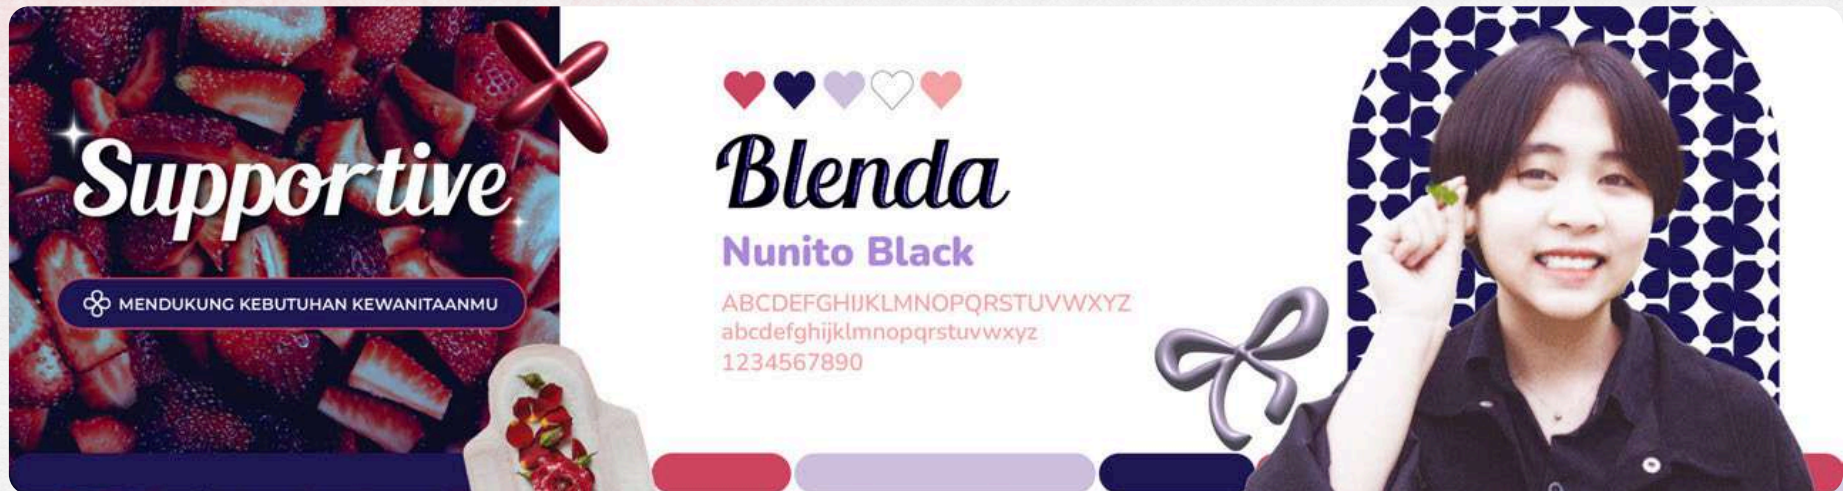 Supportive
MENDUKUNG KEBUTUHAN KEWANITAANMU
Blenda
Nunito Black
ABCDEFGHIJKLMNOPQRSTUVWXYZ
abcdefghijklmnopqrstuvwxyz
1234567890